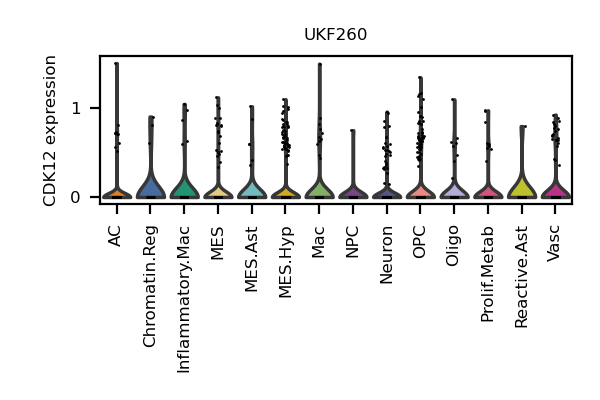 UKF260
CDK12 expression
1
0
AC
Chromatin.Reg
Inflammatory.Mac
MES
MES.Ast
MES.Hyp
Mac
NPC
Neuron
OPC
Oligo
Prolif.Metab
Reactive.Ast
Vasc